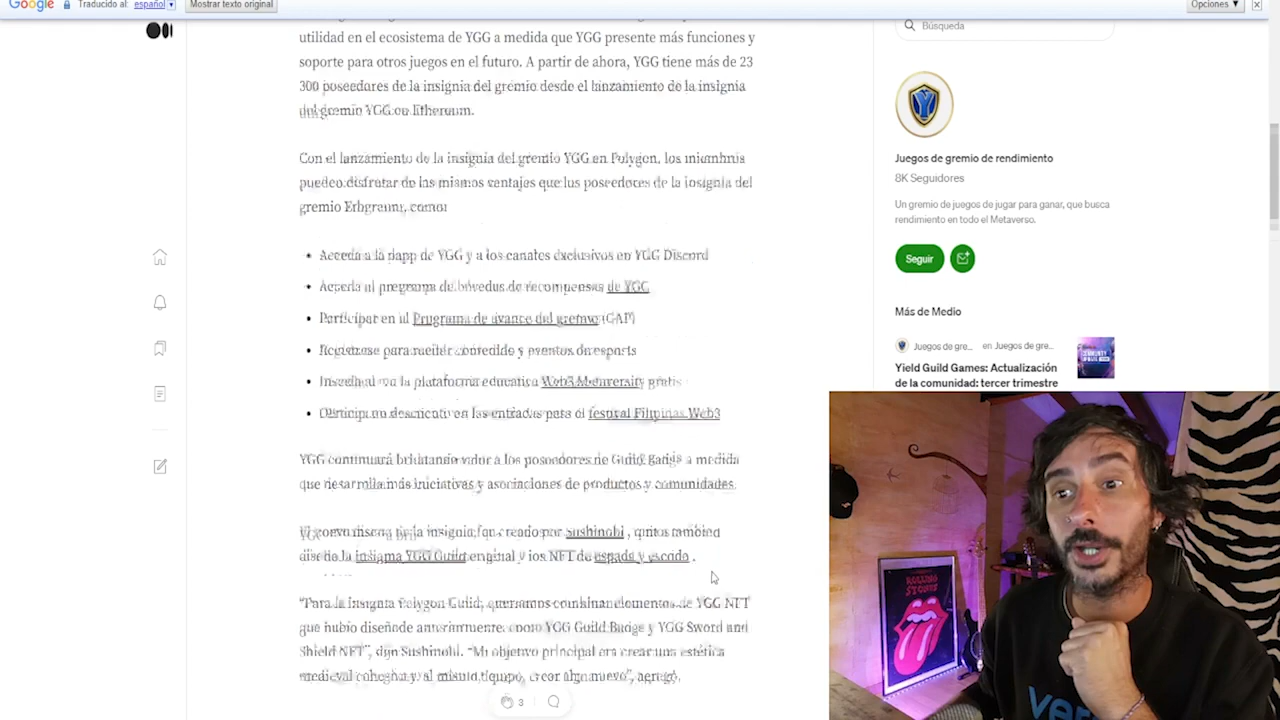 Google Traducido al: español Mostrar texto original Opciones ▼
utilidad en el ecosistema de YGG a medida que YGG presente más funciones y
soporte para otros juegos en el futuro. A partir de ahora, YGG tiene más de 23
300 poseedores de la insignia del gremio desde el lanzamiento de la insignia
del gremio YGG en Ethereum.
Con el lanzamiento de la insignia del gremio YGG en Polygon, los miembros
pueden disfrutar de las mismas ventajas que los poseedores de la insignia del
gremio Ethereum, como:
• Acceda a la dapp de YGG y a los canales exclusivos en YGG Discord
• Acceda al programa de bóvedas de recompensas de YGG
• Participar en el Programa de avance del gremio (GAP)
• Registrarse para contenido y eventos de esports
• la plataforma educativa Web3 Metaversity gratis
• descuento en las entradas para el festival Filipinas Web3
YGG continuará brindando valor a los poseedores de Guild Badge a medida
que desarrolla más iniciativas y asociaciones de productos y comunidades.
El nuevo diseño de la insignia fue creado por Sushinobi , quien también
diseñó la insignia YGG Guild original y los NFT de espada y escudo .
"Para la insignia Polygon Guild, queríamos combinar elementos de YGG NFT
que había diseñado anteriormente, como YGG Guild Badge y YGG Sword and
Shield NFT", dijo Sushinobi. "Mi objetivo principal era crear una estética
medieval cohesiva y, al mismo tiempo, crear algo nuevo", agregó.
3
Búsqueda
Juegos de gremio de rendimiento
8K Seguidores
Un gremio de juegos de jugar para ganar, que busca
rendimiento en todo el Metaverso.
Seguir
Más de Medio
Juegos de gre... en Juegos de gre...
Yield Guild Games: Actualización
de la comunidad: tercer trimestre
COMMUNITY
UPDATE
ROLLING
STONES
ver